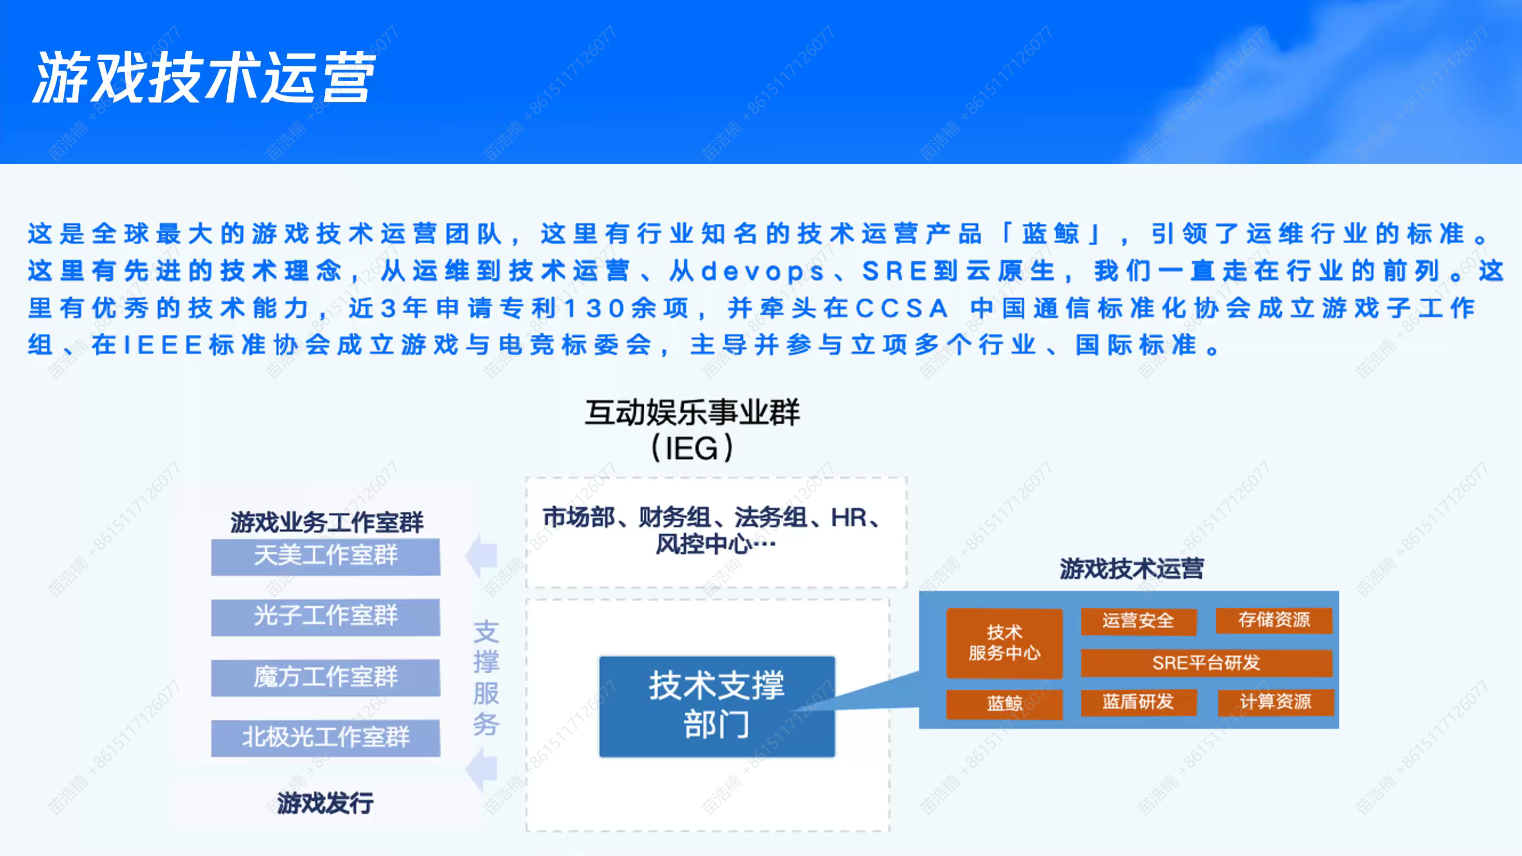 游戏技术运营
这是全球最大的游戏技术运营团队，这里有行业知名的技术运营产品「蓝鲸」，引领了运维行业的标准。
这里有先进的技术理念，从运维到技术运营、从devops、SRE到云原生，我们一直走在行业的前列。这
里有优秀的技术能力，近3年申请专利130余项，并牵头在CCSA 中国通信标准化协会成立游戏子工作
组、在IEEE标准协会成立游戏与电竞标委会，主导并参与立项多个行业、国际标准。
互动娱乐事业群
（IEG）
市场部、财务组、法务组、HR、
风控中心…
游戏业务工作室群
天美工作室群
光子工作室群
魔方工作室群
北极光工作室群
游戏发行
支
撑
服
务
技术支撑
部门
游戏技术运营
技术
服务中心
运营安全
存储资源
SRE平台研发
蓝鲸
蓝盾研发
计算资源
苗浩楠 +8615117126077